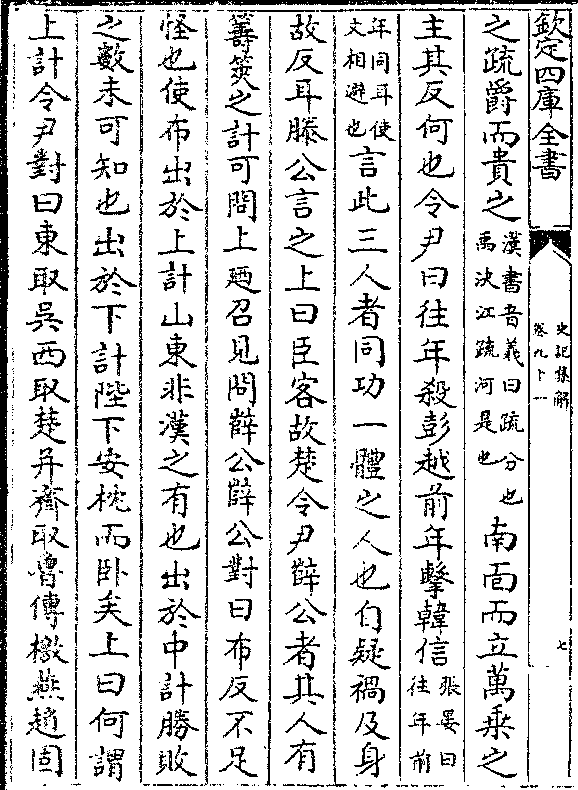 欽定四庫全書
史記集解
卷九十一
七
之疏爵而貴之漢書音義曰疏分也禹決江疏河是也南面而立萬乘之
主其反何也令尹曰往年殺彭越前年擊韓信張晏曰往年前
年同耳使文相避也言此三人者同功一體之人也自疑禍及身
故反耳滕公言之上曰臣客故楚令尹薛公者其人有
籌筴之計可問上廼召見問薛公薛公對曰布反不足
怪也使布出於上計山東非漢之有也出於中計勝敗
之數未可知也出於下計陛下安枕而卧矣上曰何謂
上計令尹對曰東取吳西取楚并齊取魯傳檄燕趙固